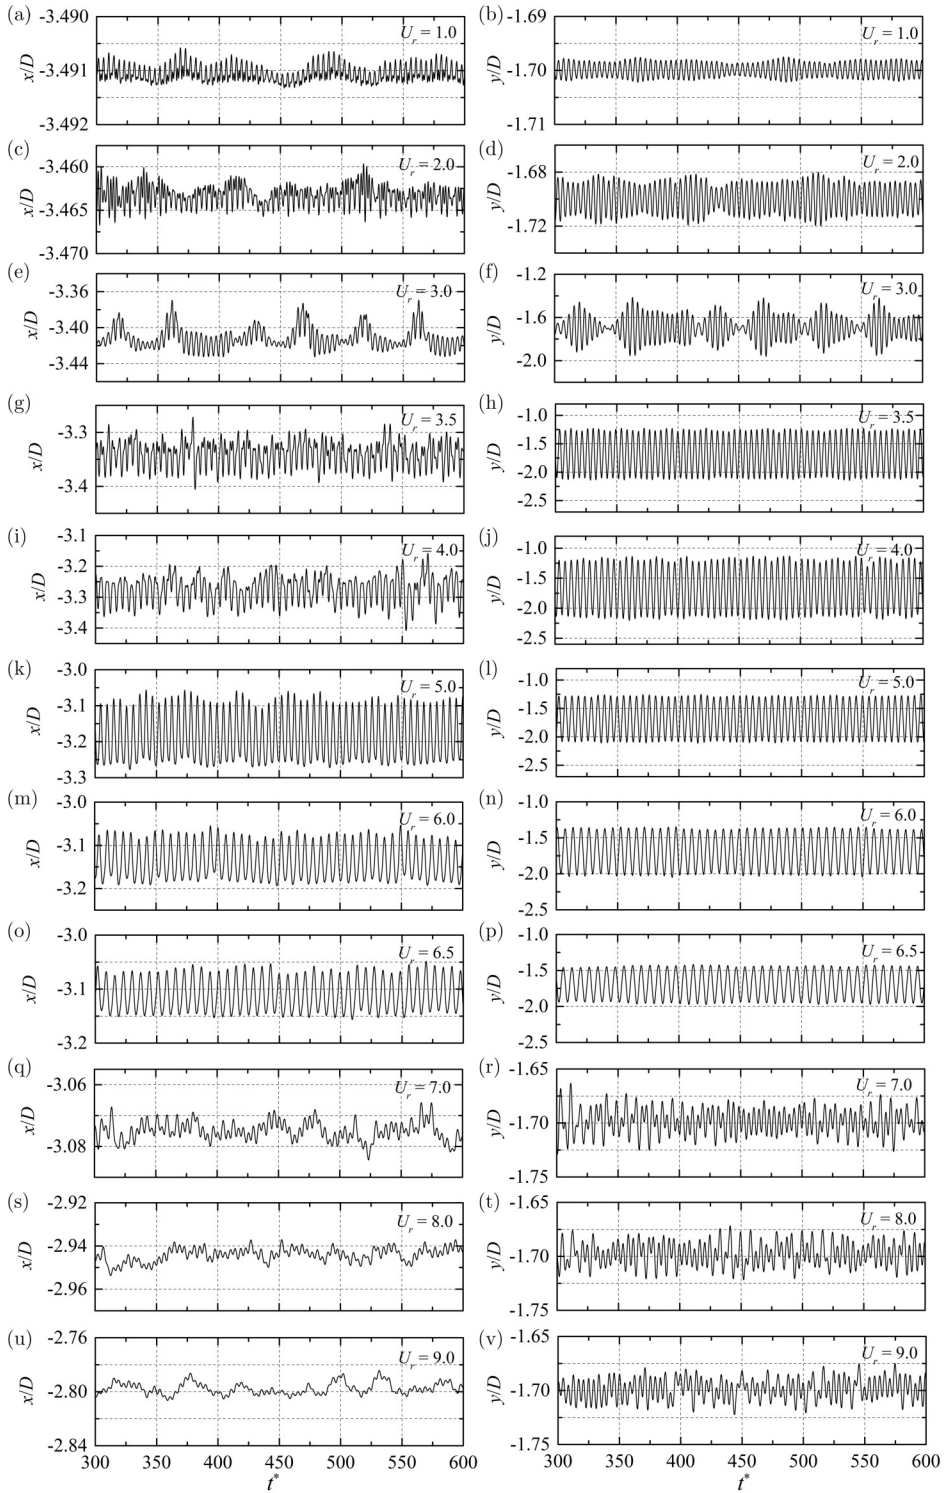 (a)
-3.490
-3.491
-3.492
x/D
U_r = 1.0
(b)
-1.69
-1.70
-1.71
y/D
U_r = 1.0
(c)
-3.460
-3.465
-3.470
x/D
U_r = 2.0
(d)
-1.68
-1.72
y/D
U_r = 2.0
(e)
-3.36
-3.40
-3.44
x/D
U_r = 3.0
(f)
-1.2
-1.6
-2.0
y/D
U_r = 3.0
(g)
-3.3
-3.4
x/D
U_r = 3.5
(h)
-1.0
-1.5
-2.0
-2.5
y/D
U_r = 3.5
(i)
-3.1
-3.2
-3.3
-3.4
x/D
U_r = 4.0
(j)
-1.0
-1.5
-2.0
-2.5
y/D
U_r = 4.0
(k)
-3.0
-3.1
-3.2
-3.3
x/D
U_r = 5.0
(l)
-1.0
-1.5
-2.0
-2.5
y/D
U_r = 5.0
(m)
-3.0
-3.1
-3.2
x/D
U_r = 6.0
(n)
-1.0
-1.5
-2.0
-2.5
y/D
U_r = 6.0
(o)
-3.0
-3.1
-3.2
x/D
U_r = 6.5
(p)
-1.0
-1.5
-2.0
-2.5
y/D
U_r = 6.5
(q)
-3.06
-3.08
x/D
U_r = 7.0
(r)
-1.65
-1.70
-1.75
y/D
U_r = 7.0
(s)
-2.92
-2.94
-2.96
x/D
U_r = 8.0
(t)
-1.65
-1.70
-1.75
y/D
U_r = 8.0
(u)
-2.76
-2.80
-2.84
x/D
U_r = 9.0
300 350 400 450 500 550 600
t*
(v)
-1.65
-1.70
-1.75
y/D
U_r = 9.0
300 350 400 450 500 550 600
t*